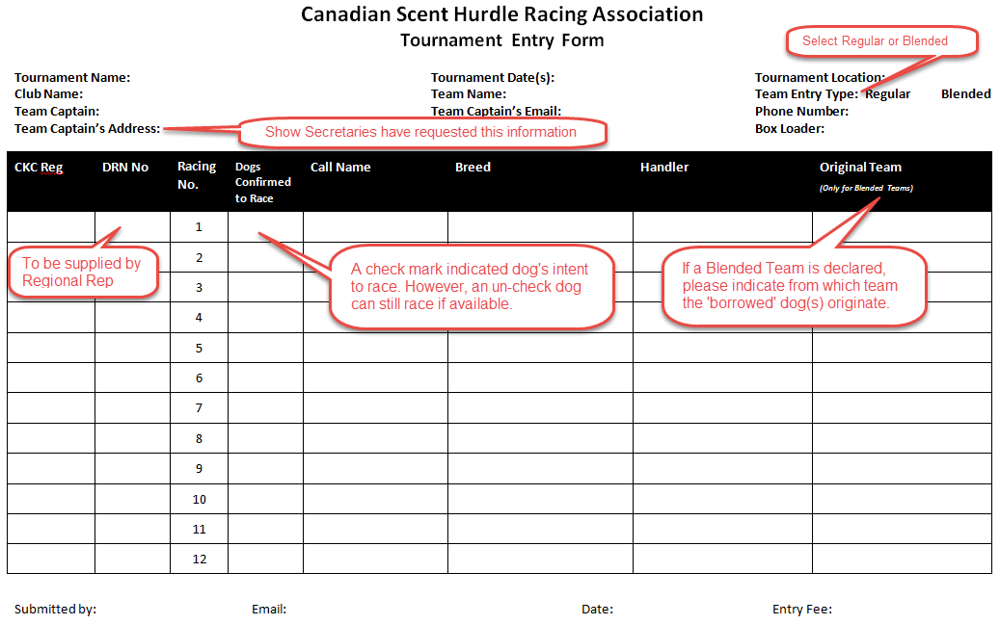 Canadian Scent Hurdle Racing Association
Tournament Entry Form
Select Regular or Blended
Tournament Name: Tournament Date(s): Tournament Location:
Club Name: Team Name: Team Entry Type: Regular Blended
Team Captain: Team Captain's Email: Phone Number:
Team Captain's Address: Box Loader:
Show Secretaries have requested this information
CKC Reg DRN No Racing No. Dogs Confirmed to Race Call Name Breed Handler Original Team
(Only for Blended Teams)
1
2
3
4
5
6
7
8
9
10
11
12
To be supplied by
Regional Rep
A check mark indicated dog's intent
to race. However, an un-check dog
can still race if available.
If a Blended Team is declared,
please indicate from which team
the 'borrowed' dog(s) originate.
Submitted by: Email: Date: Entry Fee: